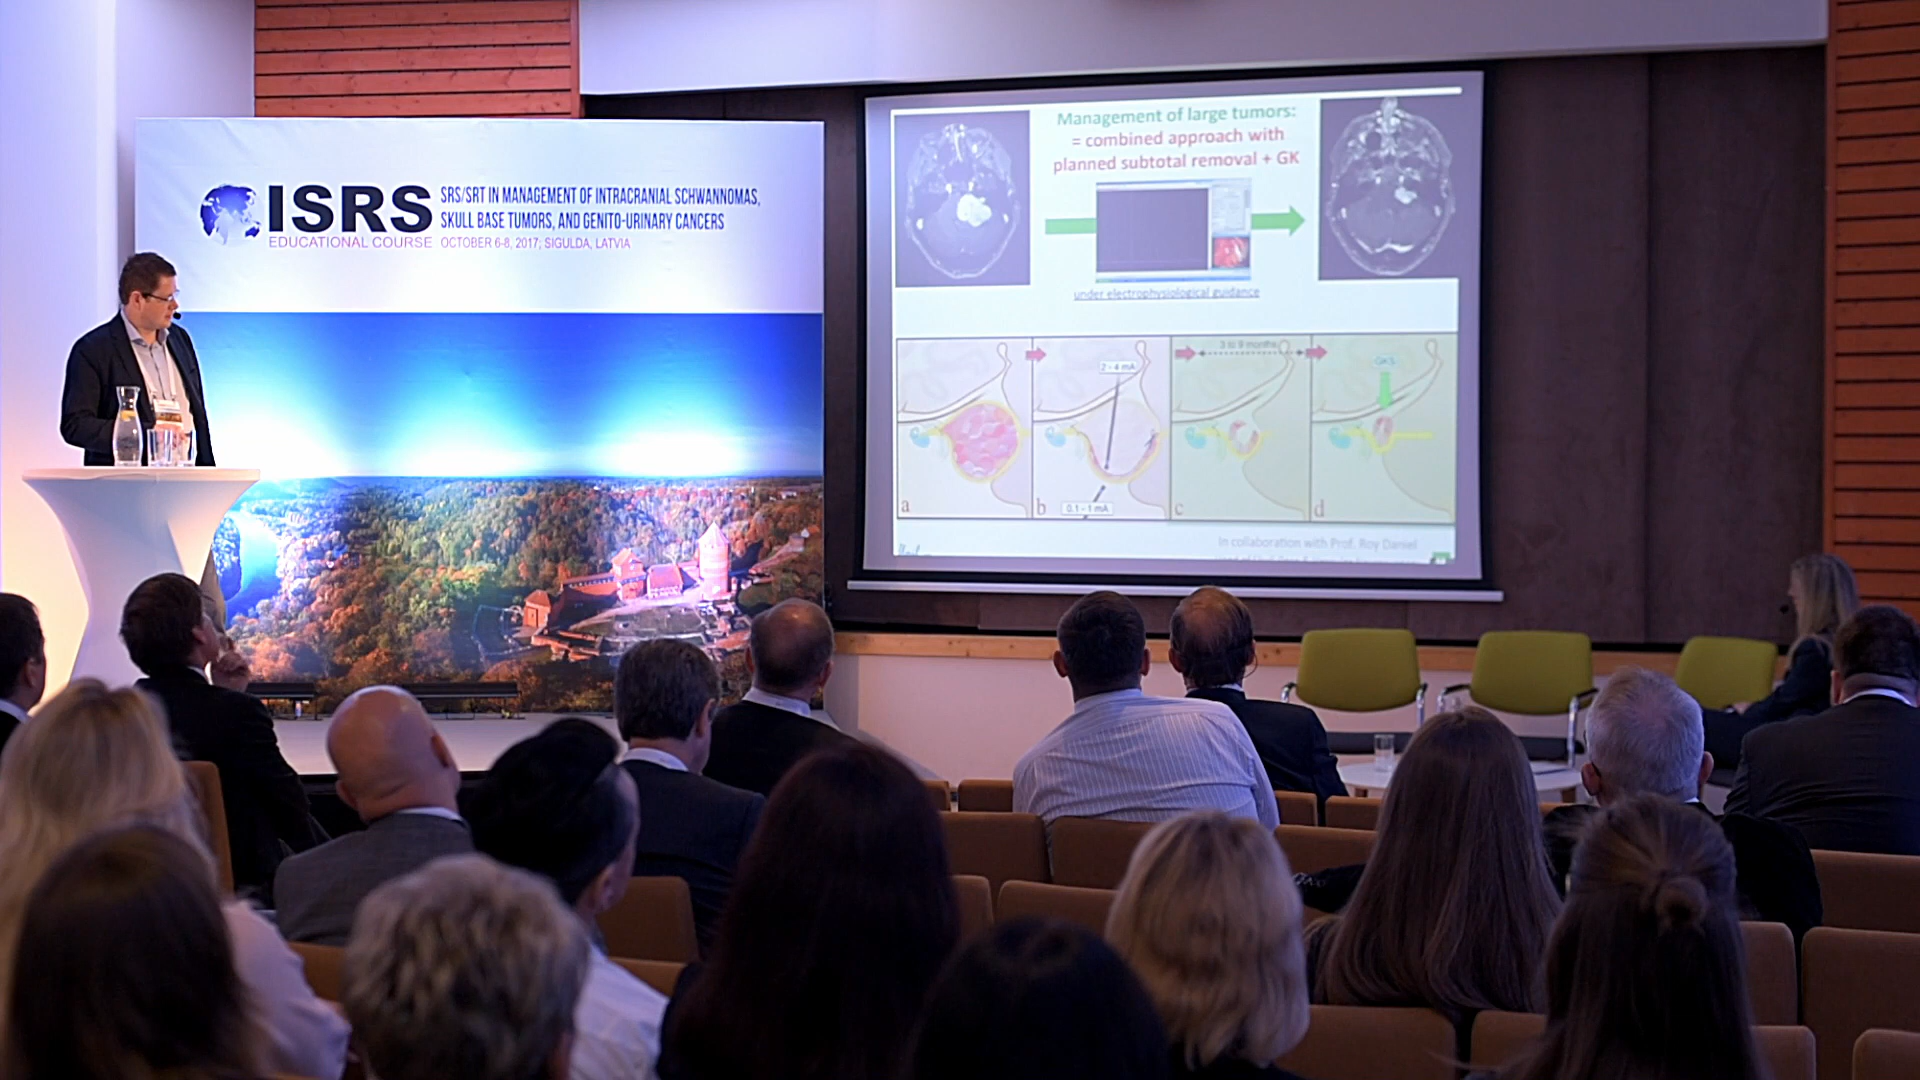 ISRS
EDUCATIONAL COURSE
SRS/SRT IN MANAGEMENT OF INTRACRANIAL SCHWANNOMAS,
SKULL BASE TUMORS, AND GENITO-URINARY CANCERS
OCTOBER 6-8, 2017; SIGULDA, LATVIA
Management of large tumors:
= combined approach with
planned subtotal removal + GK
under electrophysiological guidance
2 - 4 mA
3 to 9 months
GKS
a
b
0.1 - 1 mA
c
d
In collaboration with Prof. Roy Daniel